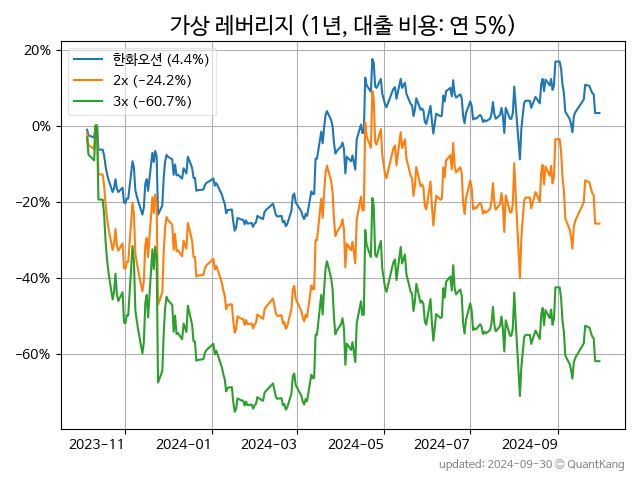 가상 레버리지 (1년, 대출 비용: 연 5%)
한화오션 (4.4%)
2x (−24.2%)
3x (−60.7%)
20%
0%
−20%
−40%
−60%
2023-11 2024-01 2024-03 2024-05 2024-07 2024-09
updated: 2024-09-30 © QuantKang